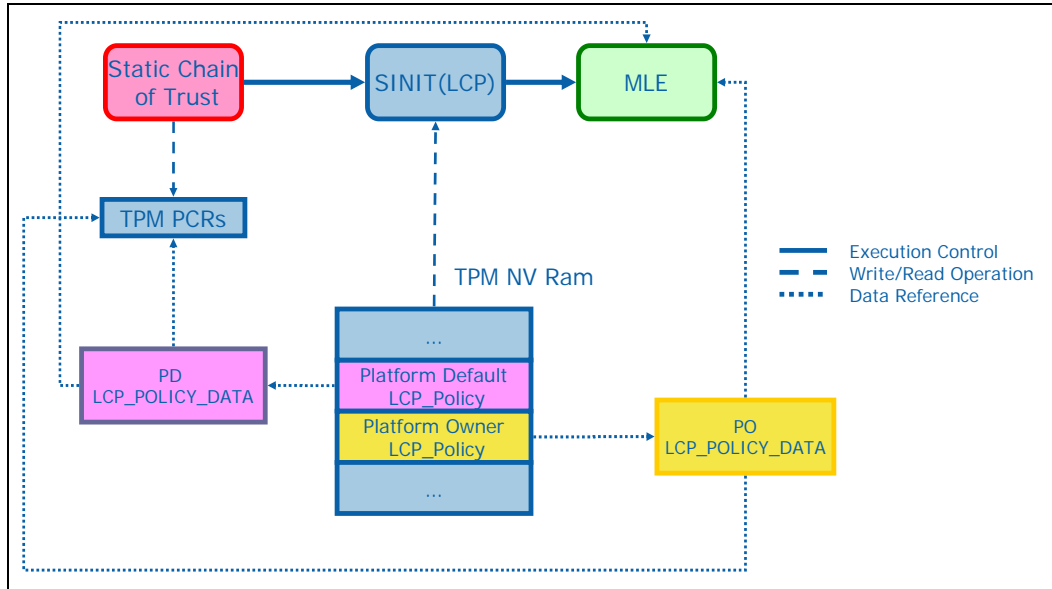 Static Chain
of Trust
SINIT(LCP)
MLE
TPM PCRs
TPM NV Ram
Execution Control
Write/Read Operation
Data Reference
...
PD
LCP_POLICY_DATA
Platform Default
LCP_Policy
Platform Owner
LCP_Policy
PO
LCP_POLICY_DATA
...